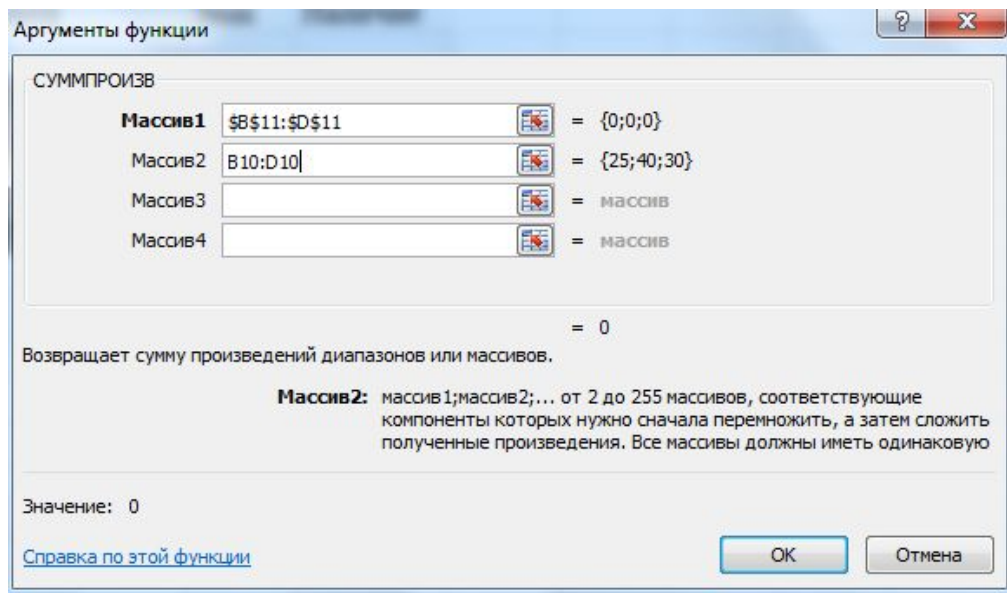 Аргументы функции
СУММПРОИЗВ
Массив1 $B$11:$D$11 = {0;0;0}
Массив2 B10:D10 = {25;40;30}
Массив3 = массив
Массив4 = массив
= 0
Возвращает сумму произведений диапазонов или массивов.
Массив2: массив1;массив2;... от 2 до 255 массивов, соответствующие
компоненты которых нужно сначала перемножить, а затем сложить
полученные произведения. Все массивы должны иметь одинаковую
Значение: 0
Справка по этой функции
ОК
Отмена